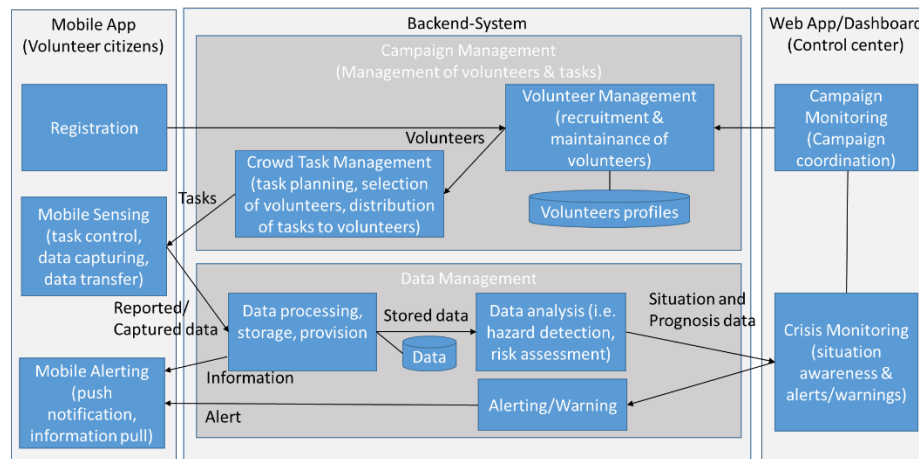 Mobile App
(Volunteer citizens)
Registration
Mobile Sensing
(task control,
data capturing,
data transfer)
Mobile Alerting
(push
notification,
information pull)
Backend-System
Campaign Management
(Management of volunteers & tasks)
Volunteer Management
(recruitment &
maintainance of
volunteers)
Volunteers profiles
Volunteers
Crowd Task Management
(task planning, selection
of volunteers, distribution
of tasks to volunteers)
Tasks
Data Management
Reported/
Captured data
Data processing,
storage, provision
Stored data
Data
Data analysis (i.e.
hazard detection,
risk assessment)
Situation and
Prognosis data
Information
Alerting/Warning
Alert
Web App/Dashboard
(Control center)
Campaign
Monitoring
(Campaign
coordination)
Crisis Monitoring
(situation
awareness &
alerts/warnings)